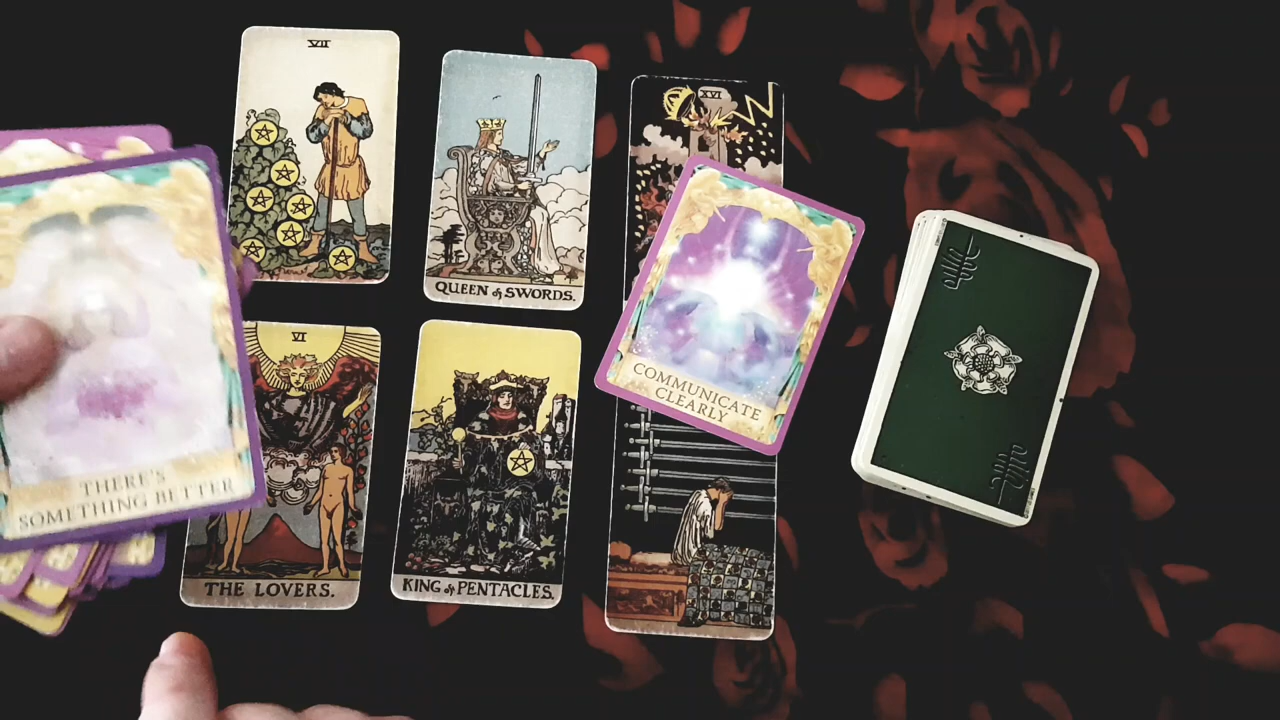 VII
QUEEN of SWORDS.
XVI
COMMUNICATE
CLEARLY
THERE'S
SOMETHING BETTER
VI
THE LOVERS.
KING of PENTACLES.